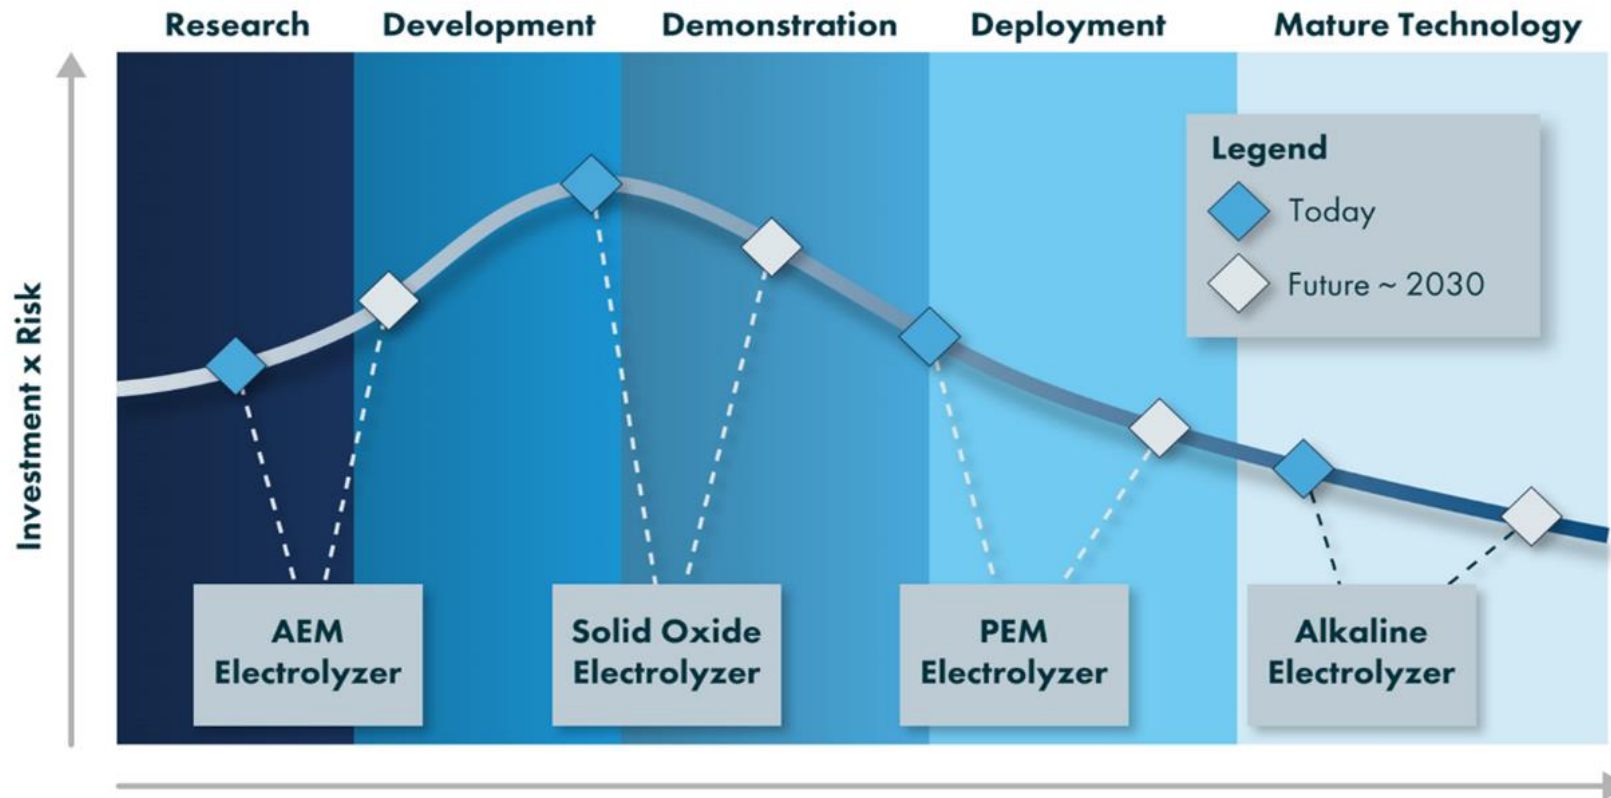 Research
Development
Demonstration
Deployment
Mature Technology
Investment x Risk
Legend
Today
Future ~ 2030
AEM
Electrolyzer
Solid Oxide
Electrolyzer
PEM
Electrolyzer
Alkaline
Electrolyzer